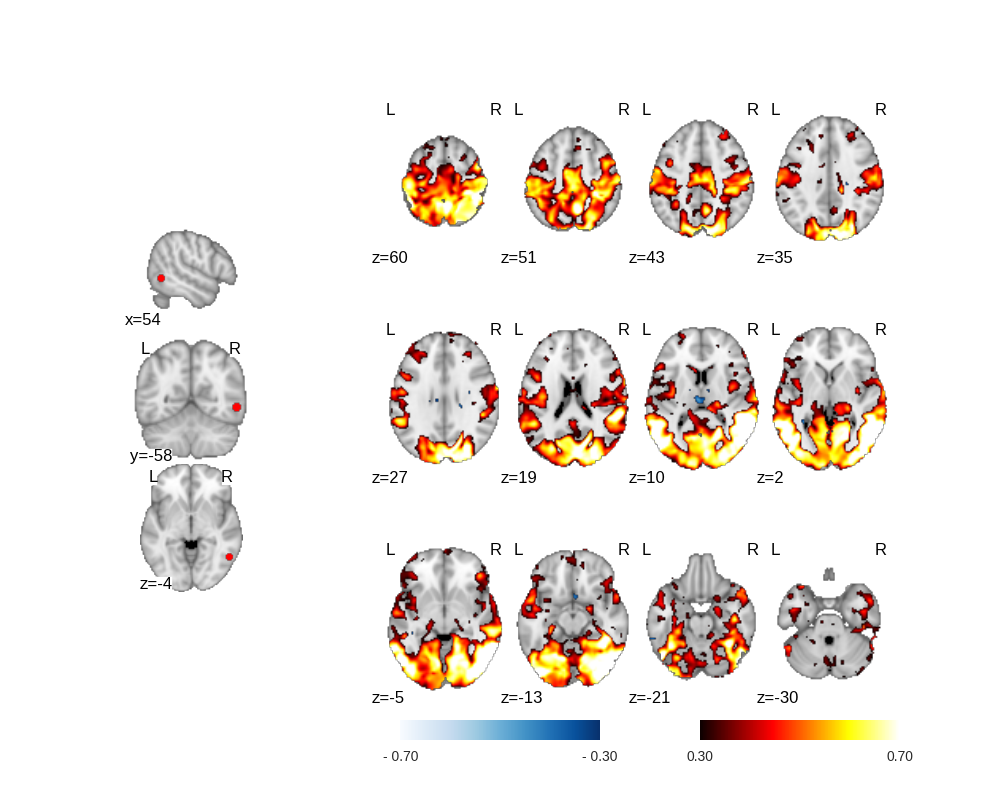 L R L R L R L R
z=60 z=51 z=43 z=35
x=54
L R L R L R L R
L R
y=-58
z=27 z=19 z=10 z=2
L R
z=-4
L R L R L R L R
z=-5 z=-13 z=-21 z=-30
- 0.70 - 0.30 0.30 0.70